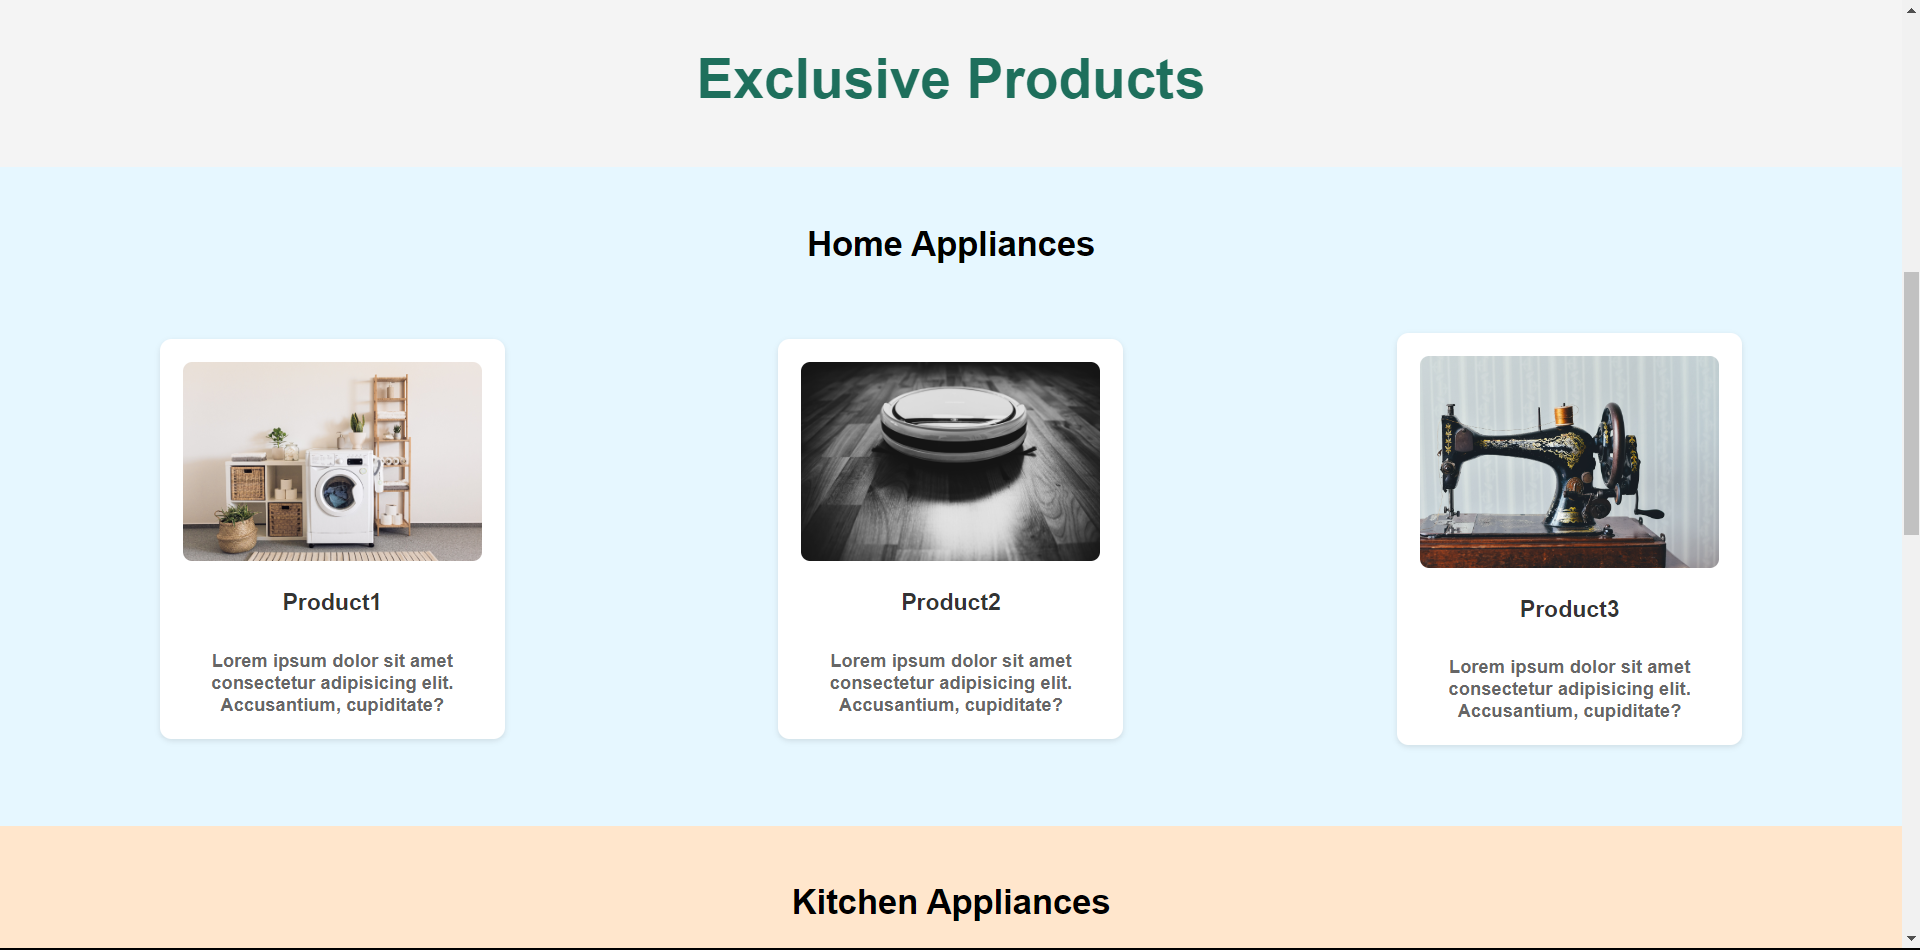 Exclusive Products
Home Appliances
Product1
Lorem ipsum dolor sit amet
consectetur adipisicing elit.
Accusantium, cupiditate?
Product2
Lorem ipsum dolor sit amet
consectetur adipisicing elit.
Accusantium, cupiditate?
Product3
Lorem ipsum dolor sit amet
consectetur adipisicing elit.
Accusantium, cupiditate?
Kitchen Appliances